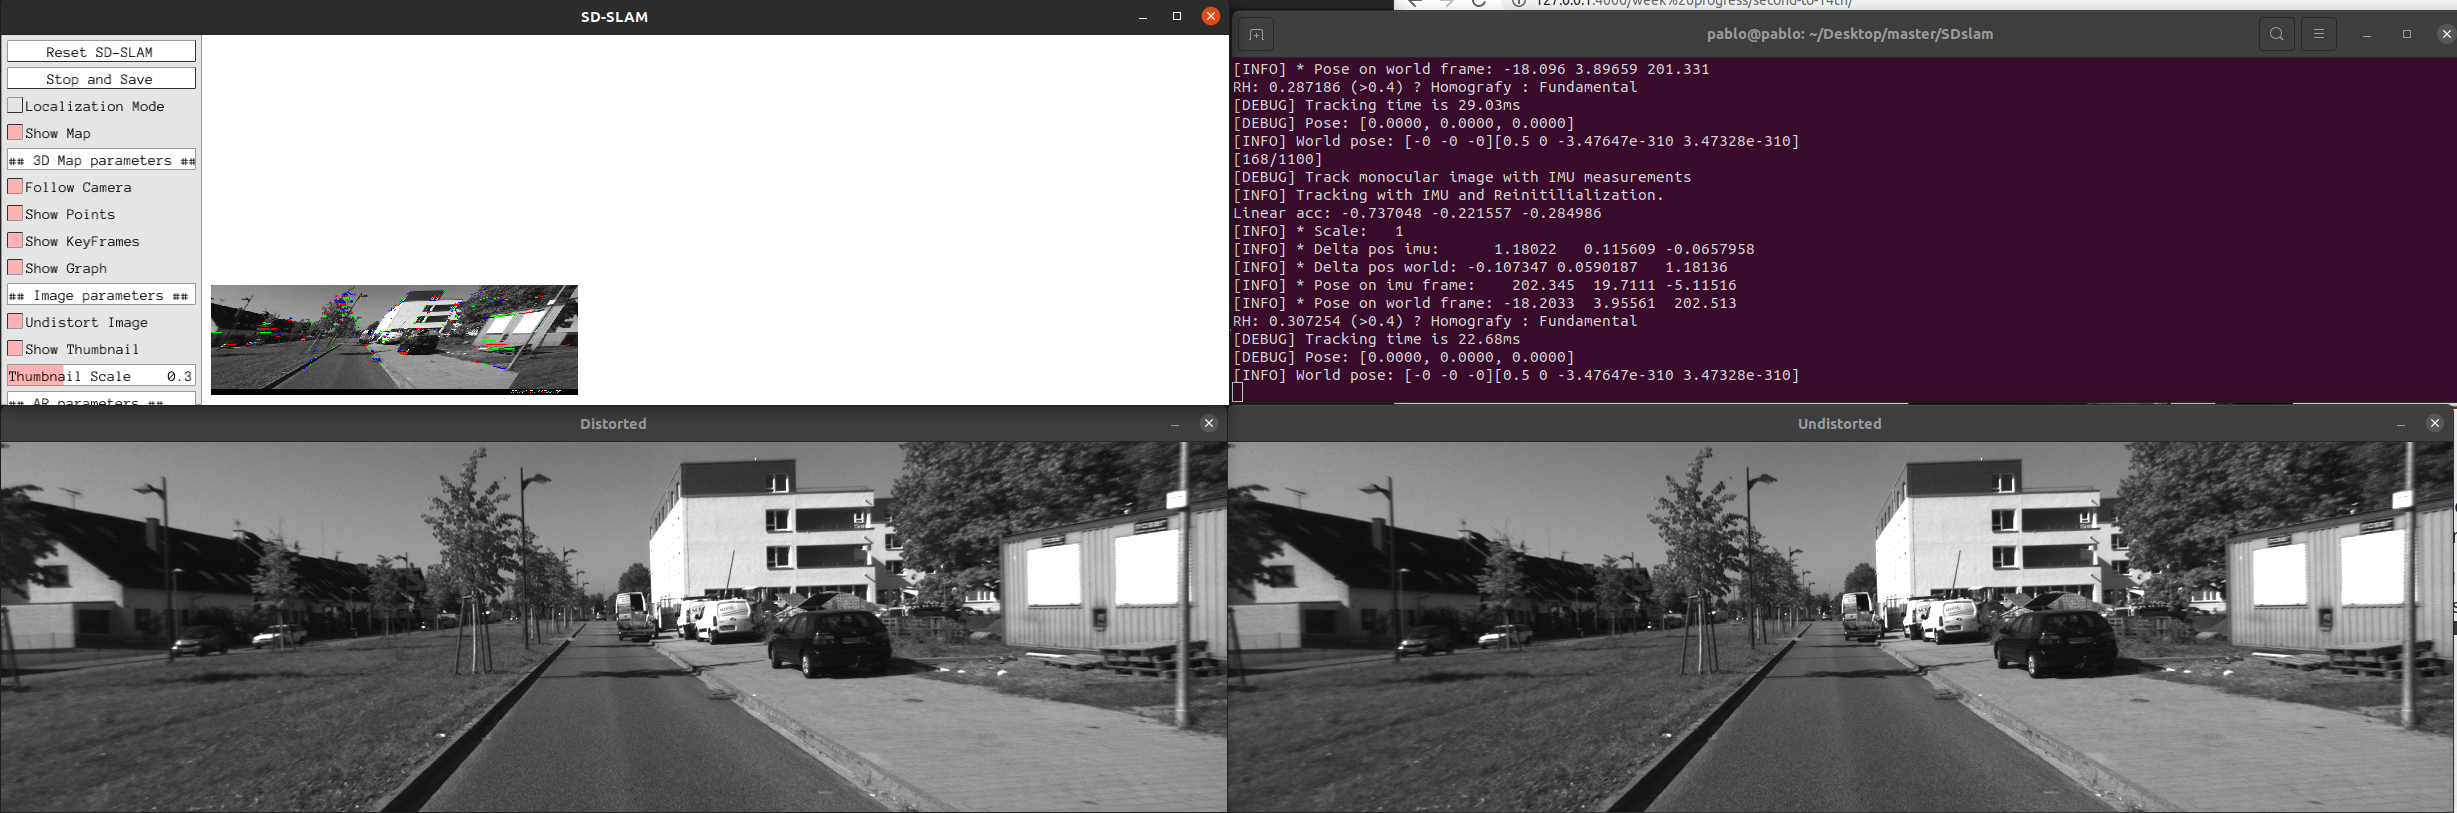 SD-SLAM
Reset SD-SLAM
Stop and Save
Localization Mode
Show Map
## 3D Map parameters ##
Follow Camera
Show Points
Show KeyFrames
Show Graph
## Image parameters ##
Undistort Image
Show Thumbnail
Thumbnail Scale 0.3
## AR parameters ##
127.0.0.1:4000/week%20progress/second-to-14th/
pablo@pablo: ~/Desktop/master/SDslam
[INFO] * Pose on world frame: -18.096 3.89659 201.331
RH: 0.287186 (>0.4) ? Homografy : Fundamental
[DEBUG] Tracking time is 29.03ms
[DEBUG] Pose: [0.0000, 0.0000, 0.0000]
[INFO] World pose: [-0 -0 -0][0.5 0 -3.47647e-310 3.47328e-310]
[168/1100]
[DEBUG] Track monocular image with IMU measurements
[INFO] Tracking with IMU and Reinitilialization.
Linear acc: -0.737048 -0.221557 -0.284986
[INFO] * Scale: 1
[INFO] * Delta pos imu: 1.18022 0.115609 -0.0657958
[INFO] * Delta pos world: -0.107347 0.0590187 1.18136
[INFO] * Pose on imu frame: 202.345 19.7111 -5.11516
[INFO] * Pose on world frame: -18.2033 3.95561 202.513
RH: 0.307254 (>0.4) ? Homografy : Fundamental
[DEBUG] Tracking time is 22.68ms
[DEBUG] Pose: [0.0000, 0.0000, 0.0000]
[INFO] World pose: [-0 -0 -0][0.5 0 -3.47647e-310 3.47328e-310]
Distorted
Undistorted